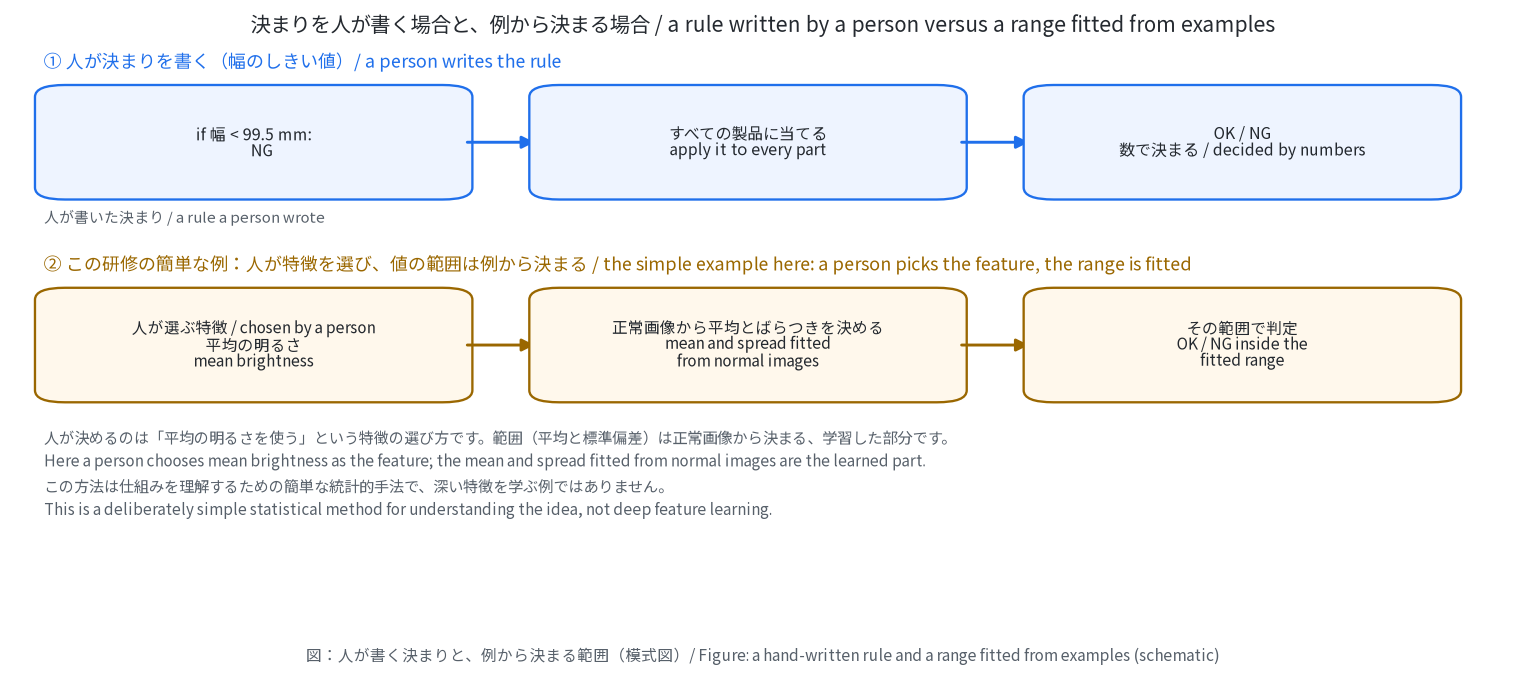 決まりを人が書く場合と、例から決まる場合 / a rule written by a person versus a range fitted from examples
① 人が決まりを書く（幅のしきい値）/ a person writes the rule
if 幅 < 99.5 mm:
NG
すべての製品に当てる
apply it to every part
OK / NG
数で決まる / decided by numbers
人が書いた決まり / a rule a person wrote
② この研修の簡単な例：人が特徴を選び、値の範囲は例から決まる / the simple example here: a person picks the feature, the range is fitted
人が選ぶ特徴 / chosen by a person
平均の明るさ
mean brightness
正常画像から平均とばらつきを決める
mean and spread fitted
from normal images
その範囲で判定
OK / NG inside the
fitted range
人が決めるのは「平均の明るさを使う」という特徴の選び方です。範囲（平均と標準偏差）は正常画像から決まる、学習した部分です。
Here a person chooses mean brightness as the feature; the mean and spread fitted from normal images are the learned part.
この方法は仕組みを理解するための簡単な統計的手法で、深い特徴を学ぶ例ではありません。
This is a deliberately simple statistical method for understanding the idea, not deep feature learning.
図：人が書く決まりと、例から決まる範囲（模式図）/ Figure: a hand-written rule and a range fitted from examples (schematic)